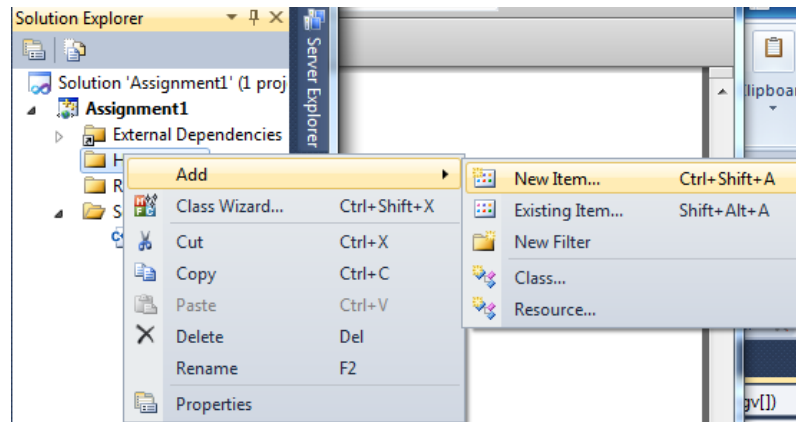 Solution Explorer
Server Explorer
Solution 'Assignment1' (1 proj
Assignment1
External Dependencies
H
R
S
Add
Class Wizard... Ctrl+Shift+X
Cut Ctrl+X
Copy Ctrl+C
Paste Ctrl+V
Delete Del
Rename F2
Properties
New Item... Ctrl+Shift+A
Existing Item... Shift+Alt+A
New Filter
Class...
Resource...
lipboar
gv[])